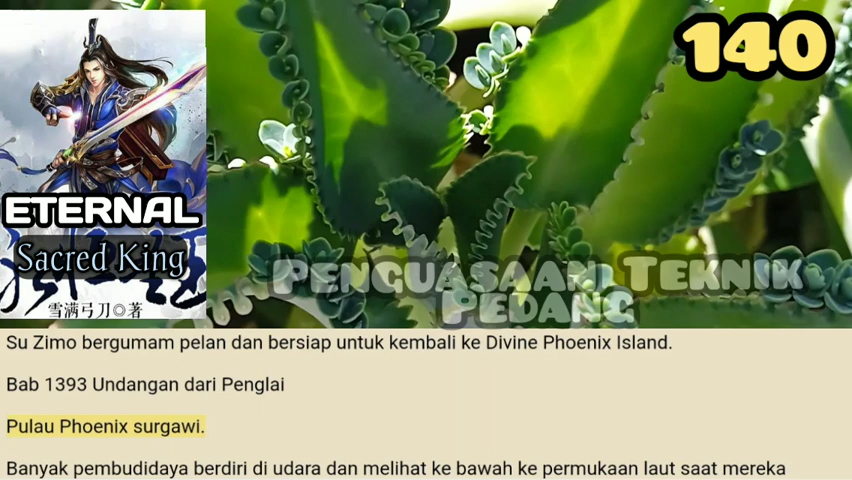 140
ETERNAL
Sacred King
雪满弓刀◎著
PENGUASAAN TEKNIK
PEDANG
Su Zimo bergumam pelan dan bersiap untuk kembali ke Divine Phoenix Island.
Bab 1393 Undangan dari Penglai
Pulau Phoenix surgawi.
Banyak pembudidaya berdiri di udara dan melihat ke bawah ke permukaan laut saat mereka